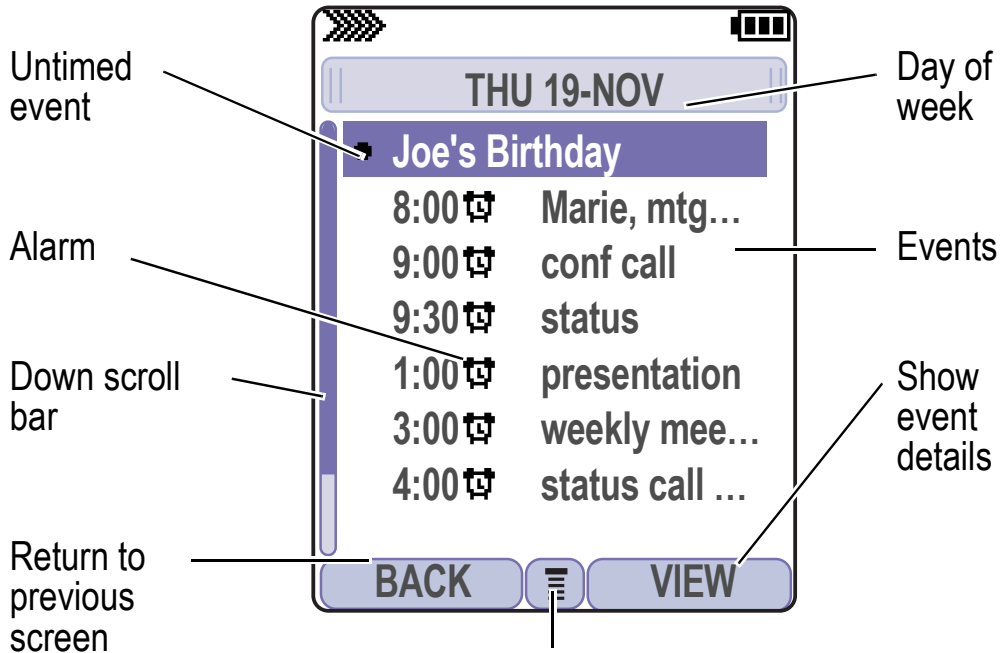 Untimed
event
THU 19-NOV
Day of
week
Joe's Birthday
8:00 Marie, mtg…
Alarm
9:00 conf call
Events
9:30 status
1:00 presentation
Down scroll
bar
3:00 weekly mee…
Show
event
details
4:00 status call …
Return to
previous
screen
BACK
VIEW